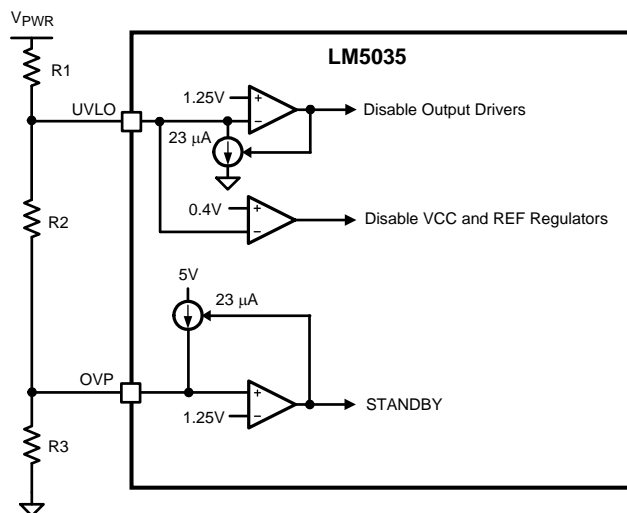 VPWR
R1
LM5035
1.25V
+
−
UVLO
Disable Output Drivers
23 μA
0.4V
+
−
Disable VCC and REF Regulators
R2
5V
23 μA
OVP
+
−
1.25V
STANDBY
R3